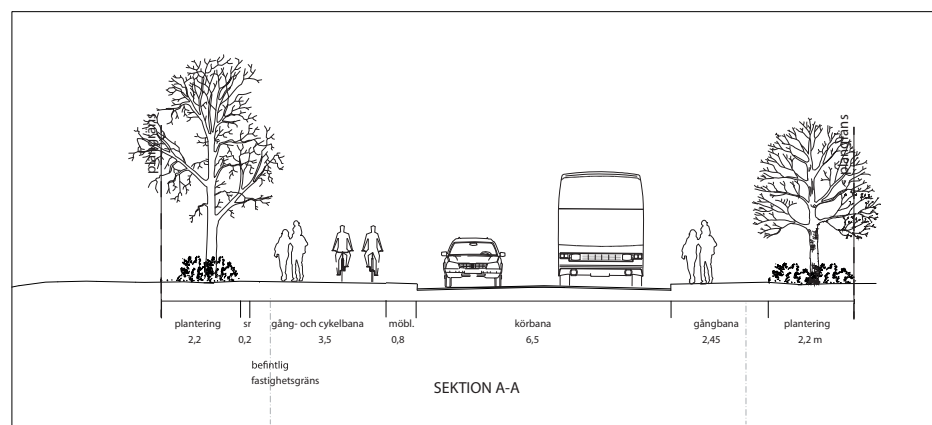 plangräns
plangräns
plantering sr gång- och cykelbana möbl. körbana gångbana plantering
2,2 0,2 3,5 0,8 6,5 2,45 2,2 m
befintlig
fastighetsgräns
SEKTION A-A